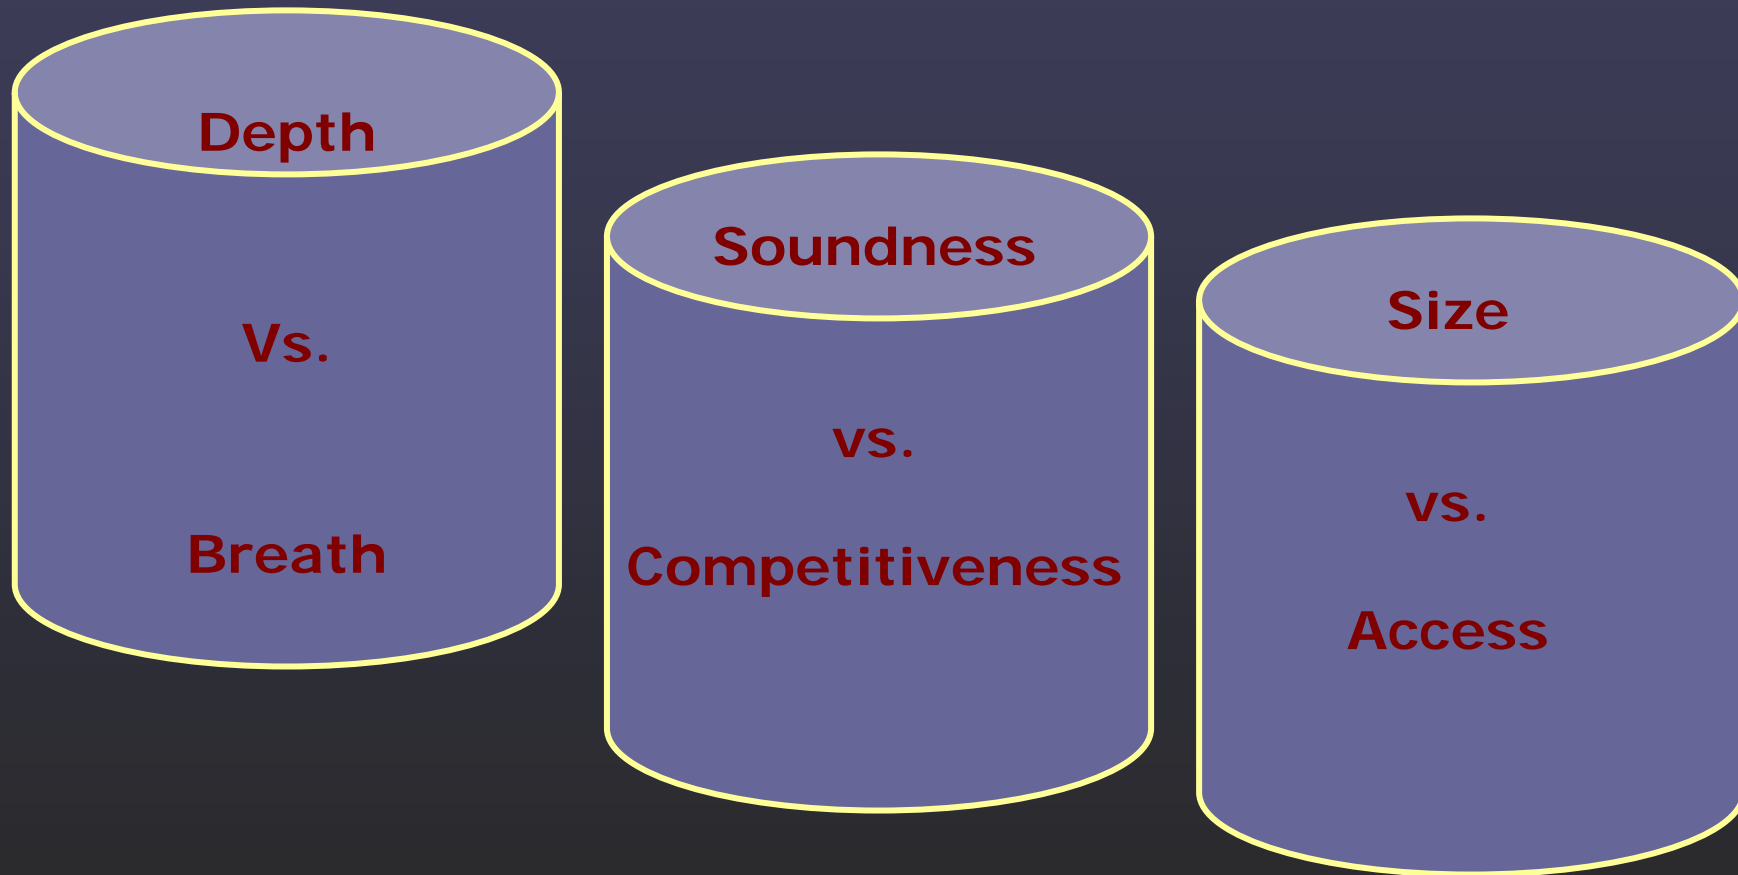 Depth
Vs.
Breath
Soundness
vs.
Competitiveness
Size
vs.
Access